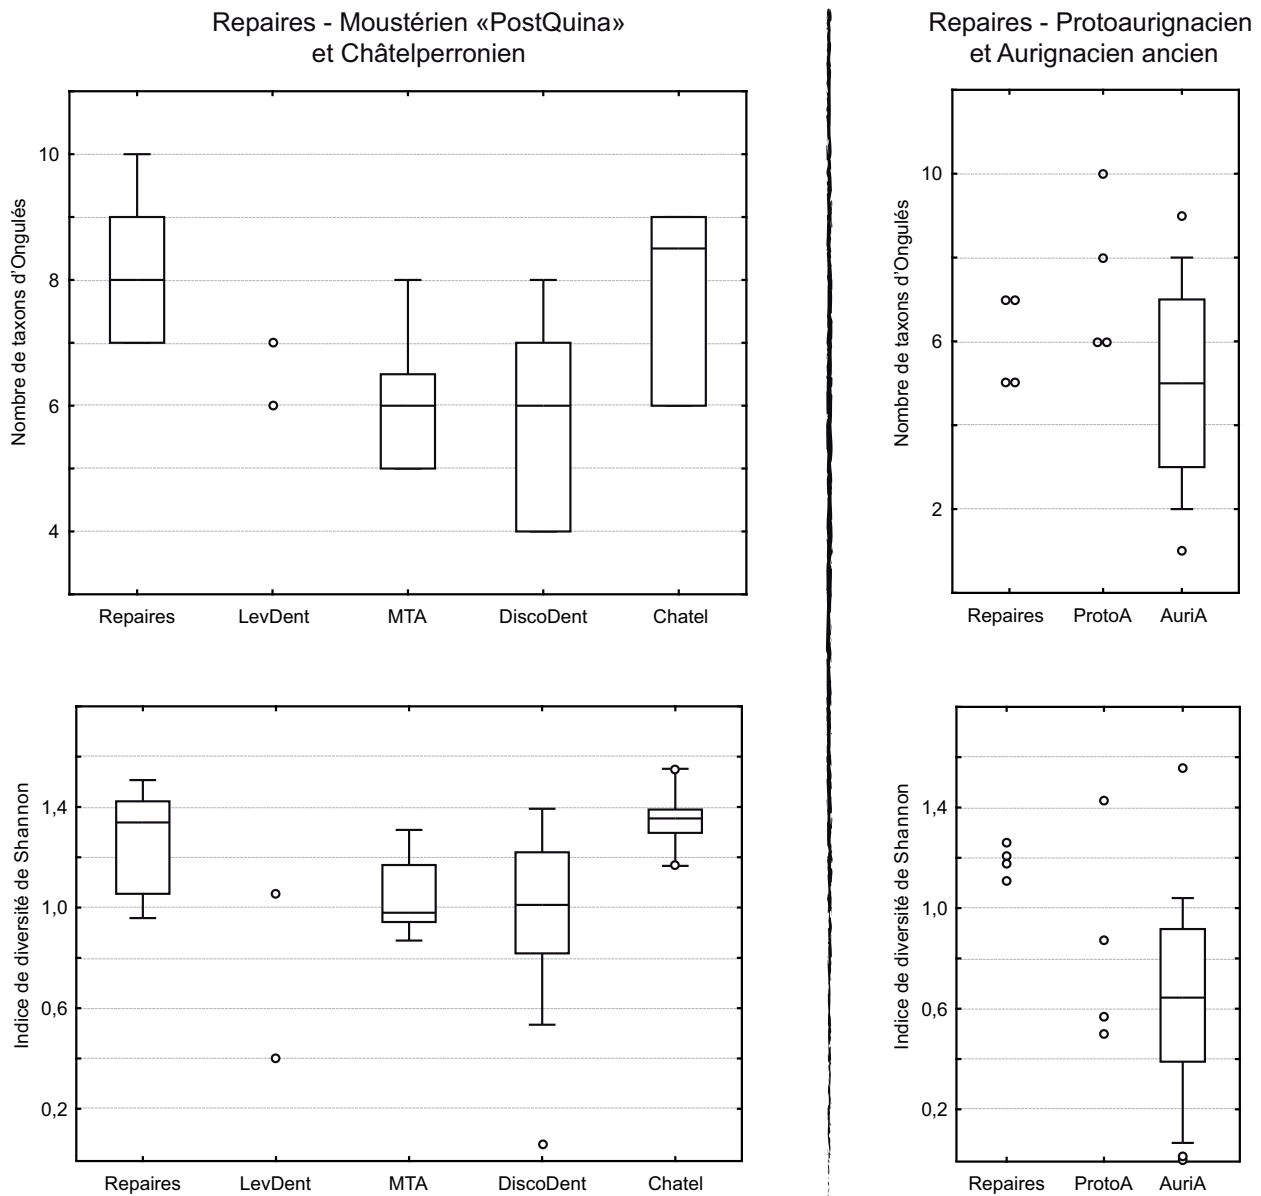 Repaires - Moustérien «PostQuina»
et Châtelperronien
Nombre de taxons d'Ongulés
10
8
6
4
Repaires LevDent MTA DiscoDent Chatel
Repaires - Protoaurignacien
et Aurignacien ancien
Nombre de taxons d'Ongulés
10
6
2
Repaires ProtoA AuriA
Indice de diversité de Shannon
1,4
1,0
0,6
0,2
Repaires LevDent MTA DiscoDent Chatel
Indice de diversité de Shannon
1,4
1,0
0,6
0,2
Repaires ProtoA AuriA